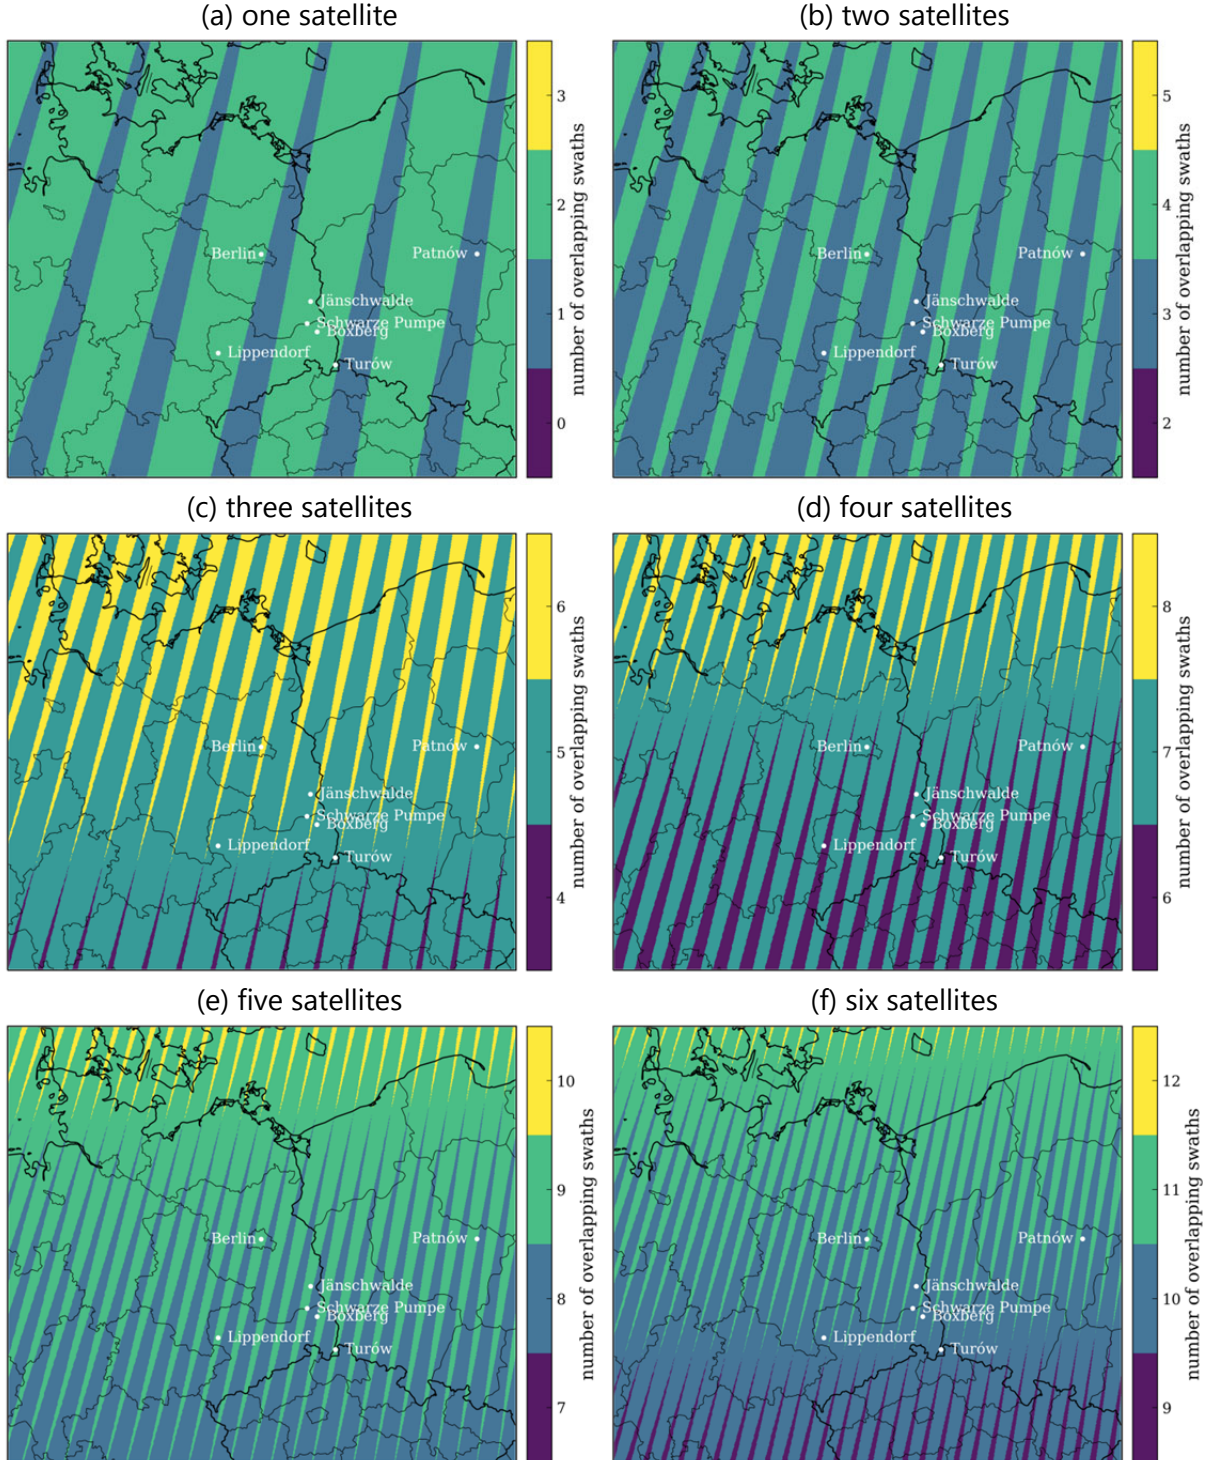 (a) one satellite
(b) two satellites
Berlin
Patnów
Jänschwalde
Schwarze Pumpe
Boxberg
Lippendorf
Turów
3
2
1
0
number of overlapping swaths
Berlin
Patnów
Jänschwalde
Schwarze Pumpe
Boxberg
Lippendorf
Turów
5
4
3
2
number of overlapping swaths
(c) three satellites
(d) four satellites
Berlin
Patnów
Jänschwalde
Schwarze Pumpe
Boxberg
Lippendorf
Turów
6
5
4
number of overlapping swaths
Berlin
Patnów
Jänschwalde
Schwarze Pumpe
Boxberg
Lippendorf
Turów
8
7
6
number of overlapping swaths
(e) five satellites
(f) six satellites
Berlin
Patnów
Jänschwalde
Schwarze Pumpe
Boxberg
Lippendorf
Turów
10
9
8
7
number of overlapping swaths
Berlin
Patnów
Jänschwalde
Schwarze Pumpe
Boxberg
Lippendorf
Turów
12
11
10
9
number of overlapping swaths